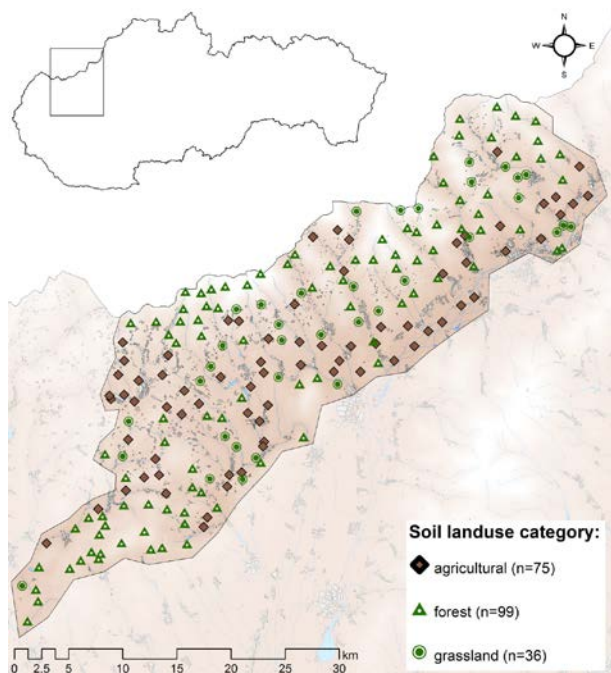 N
W E
S
Soil landuse category:
agricultural (n=75)
forest (n=99)
grassland (n=36)
km
0 2.5 5 10 15 20 25 30